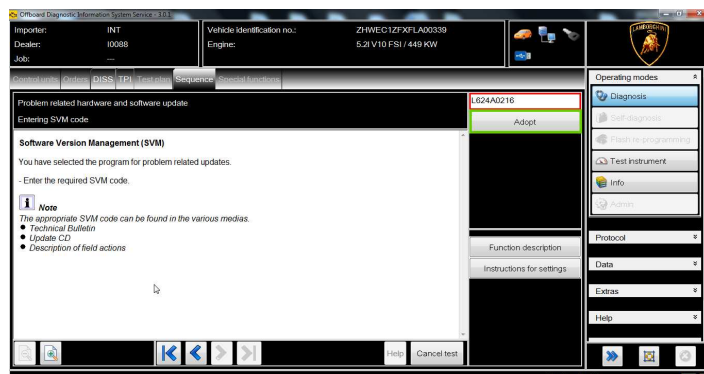 Offboard Diagnostic Information System Service - 3.0.1
Importer: INT
Dealer: I0088
Job: ---
Vehicle identification no.: ZHWEC1ZFXFLA00339
Engine: 5.2l V10 FSI / 449 KW
LAMBORGHINI
Control units Orders DISS TPI Test plan Sequence Special functions
Problem related hardware and software update
Entering SVM code
L624A0216
Adopt
Software Version Management (SVM)
You have selected the program for problem related updates.
- Enter the required SVM code.
i Note
The appropriate SVM code can be found in the various medias.
● Technical Bulletin
● Update CD
● Description of field actions
Function description
Instructions for settings
Help
Cancel test
Operating modes
Diagnosis
Self-diagnosis
Flash re-programming
Test instrument
Info
Admin
Protocol
Data
Extras
Help